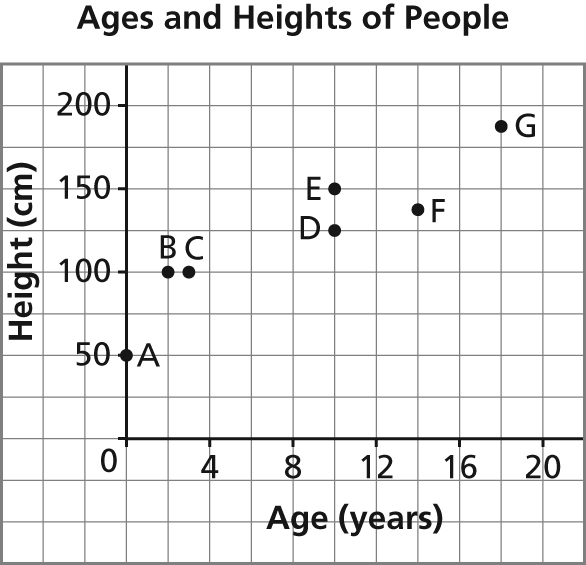 Ages and Heights of People
Height (cm)
200
150
100
50
0
4 8 12 16 20
Age (years)
G
E
F
D
B C
A